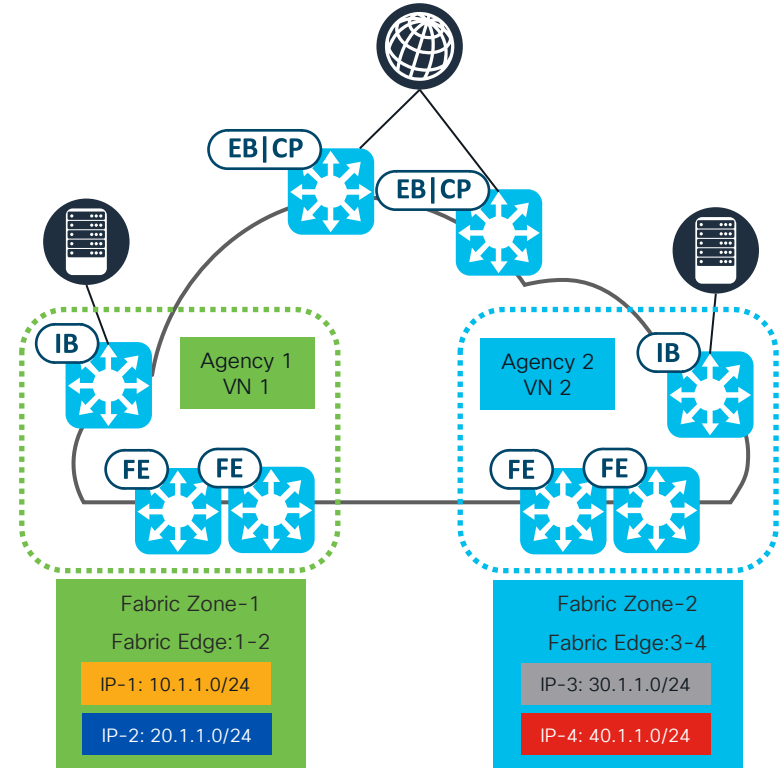 EB|CP
EB|CP
IB
Agency 1
VN 1
Agency 2
VN 2
IB
FE
FE
FE
FE
Fabric Zone-1
Fabric Edge:1-2
IP-1: 10.1.1.0/24
IP-2: 20.1.1.0/24
Fabric Zone-2
Fabric Edge:3-4
IP-3: 30.1.1.0/24
IP-4: 40.1.1.0/24